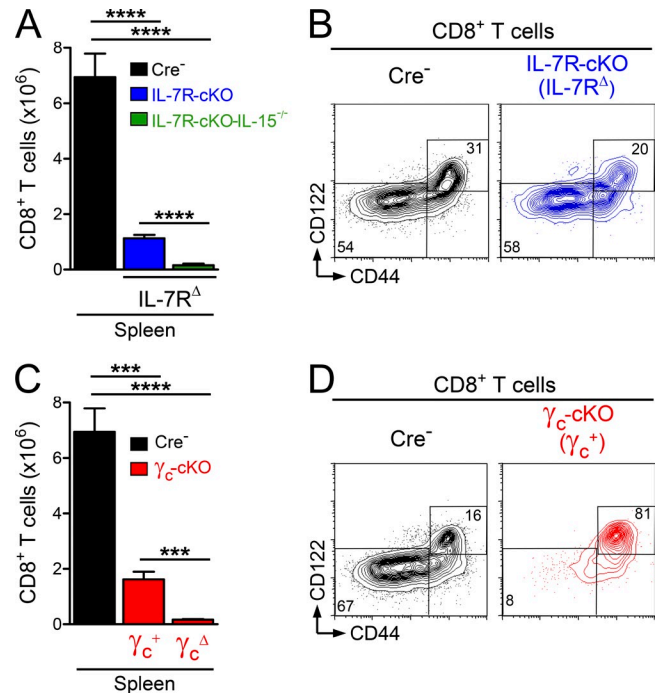 A
****
****
CD8⁺ T cells (x10⁶)
8
6
4
2
0
Cre⁻
IL-7R-cKO
IL-7R-cKO-IL-15⁻/⁻
****
IL-7RΔ
Spleen
B
CD8⁺ T cells
Cre⁻
IL-7R-cKO
(IL-7RΔ)
31
54
20
58
CD122
CD44
C
***
****
CD8⁺ T cells (x10⁶)
8
6
4
2
0
Cre⁻
γc-cKO
***
γc⁺
γcΔ
Spleen
D
CD8⁺ T cells
Cre⁻
γc-cKO
(γc⁺)
16
67
81
8
CD122
CD44